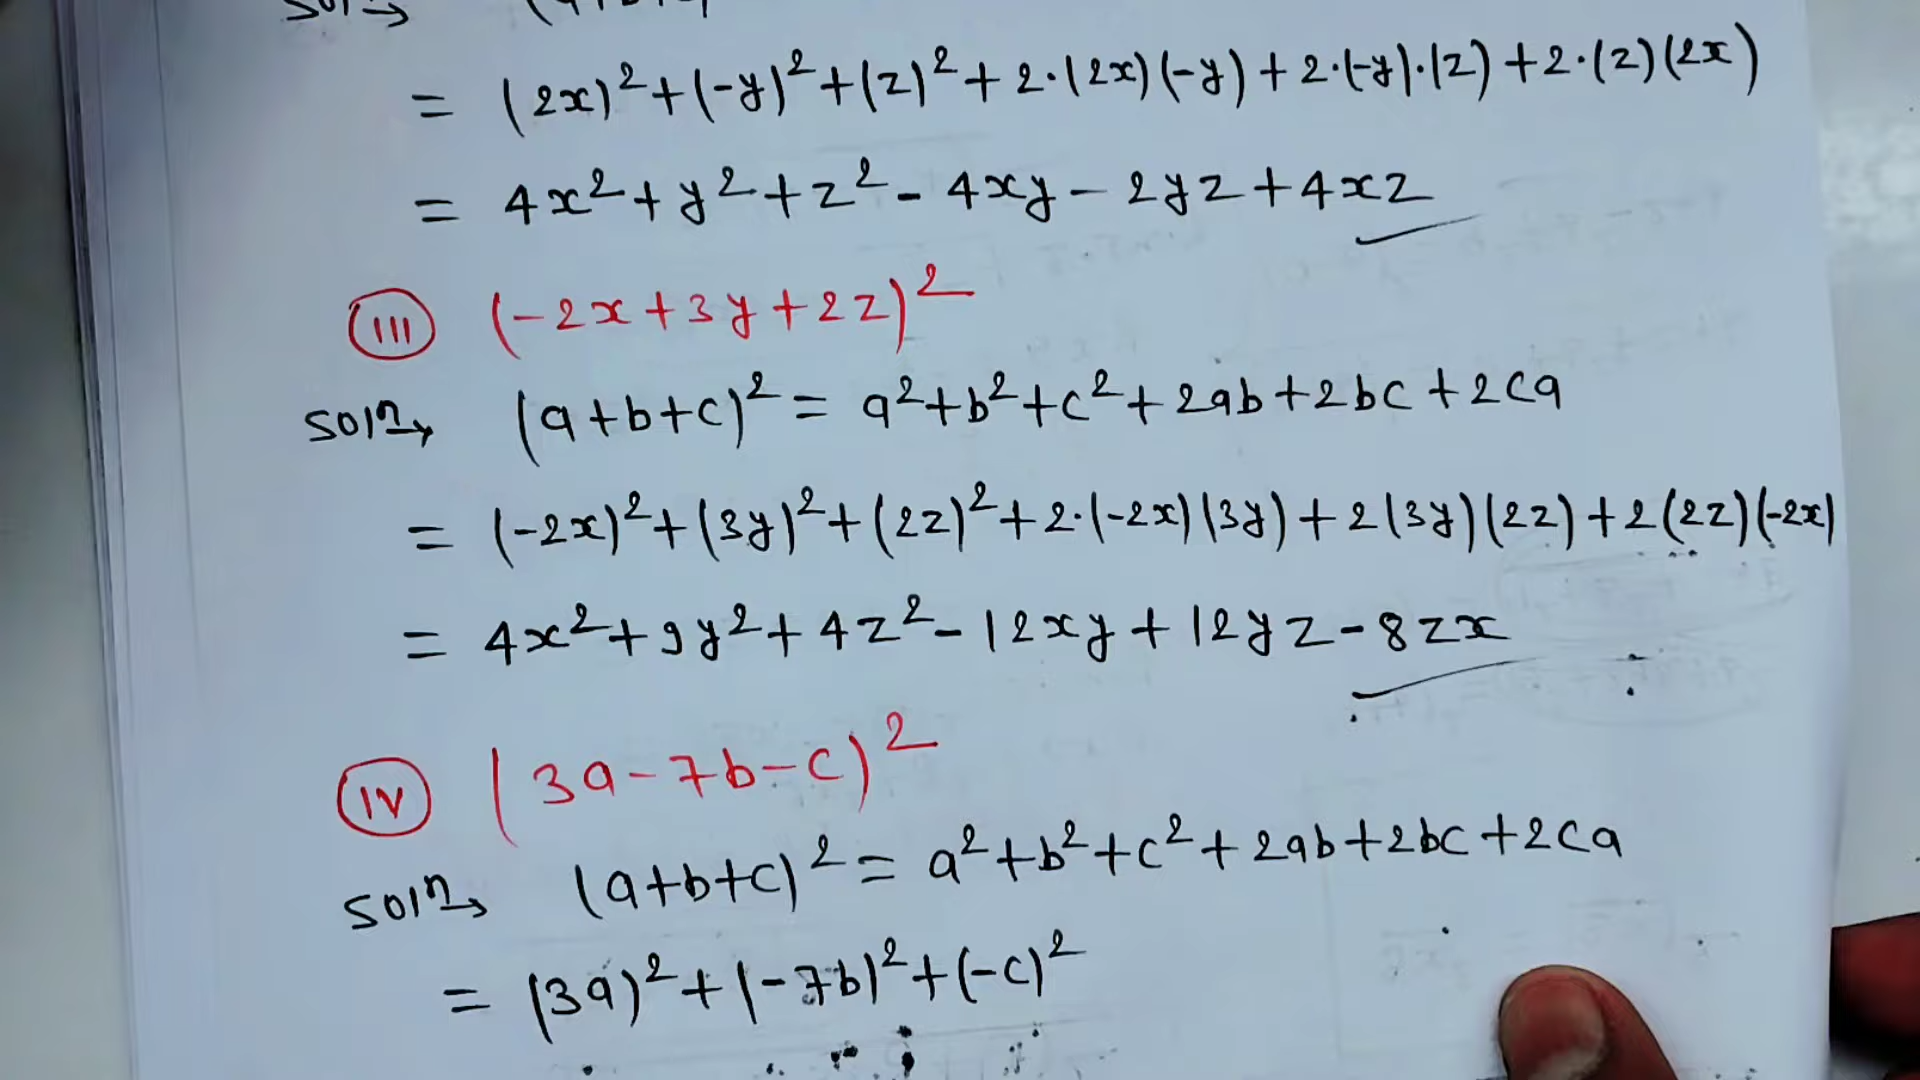 Soln→
= (2x)² + (-y)² + (z)² + 2·(2x)(-y) + 2·(-y)·(z) + 2·(z)(2x)
= 4x² + y² + z² - 4xy - 2yz + 4xz
(iii) (-2x + 3y + 2z)²
Soln→ (a+b+c)² = a² + b² + c² + 2ab + 2bc + 2ca
= (-2x)² + (3y)² + (2z)² + 2·(-2x)(3y) + 2(3y)(2z) + 2(2z)(-2x)
= 4x² + 9y² + 4z² - 12xy + 12yz - 8zx
(iv) (3a - 7b - c)²
Soln→ (a+b+c)² = a² + b² + c² + 2ab + 2bc + 2ca
= (3a)² + (-7b)² + (-c)²